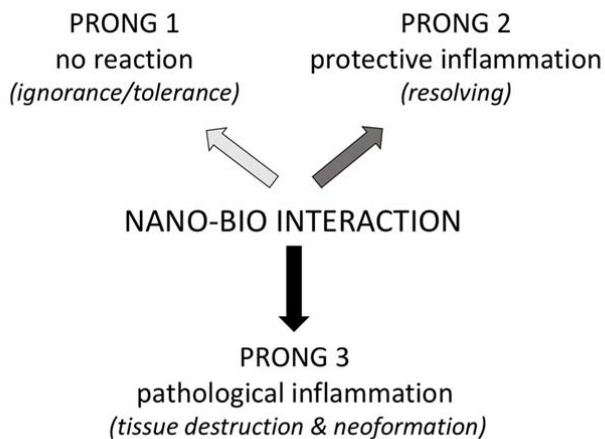 PRONG 1
no reaction
(ignorance/tolerance)
PRONG 2
protective inflammation
(resolving)
NANO-BIO INTERACTION
PRONG 3
pathological inflammation
(tissue destruction & neoformation)